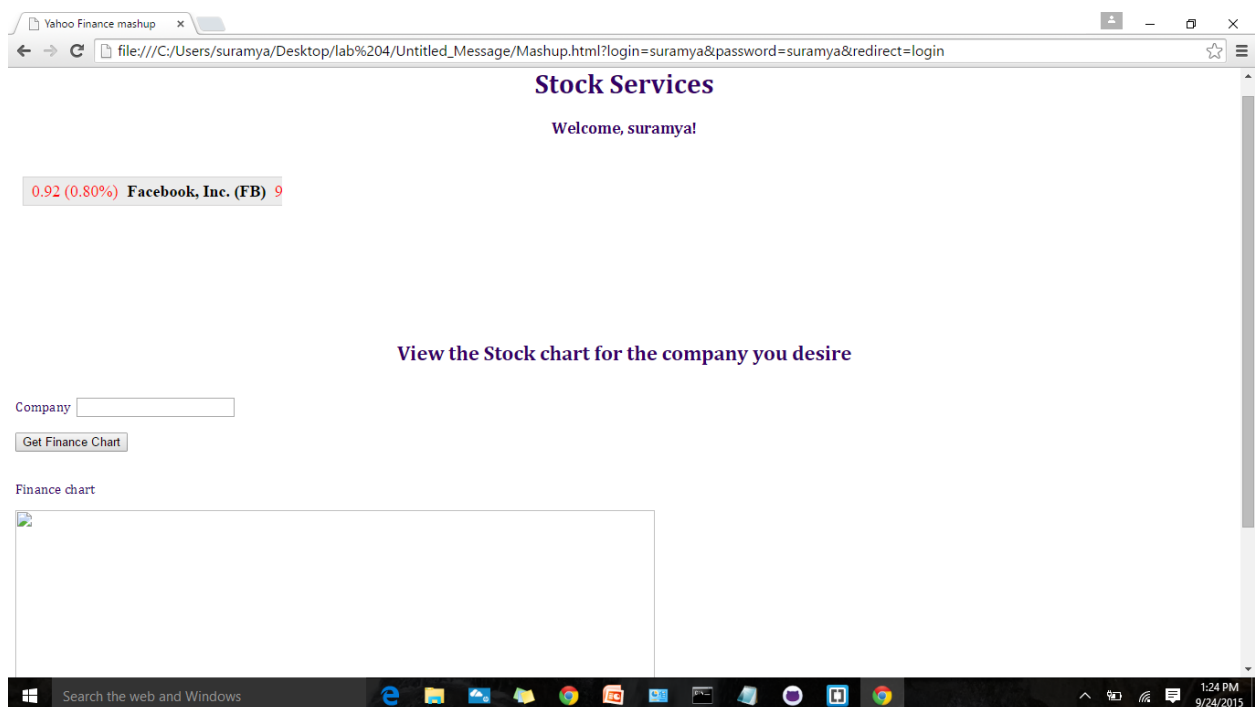 Yahoo Finance mashup
file:///C:/Users/suramya/Desktop/lab%204/Untitled_Message/Mashup.html?login=suramya&password=suramya&redirect=login
Stock Services
Welcome, suramya!
0.92 (0.80%) Facebook, Inc. (FB) 9
View the Stock chart for the company you desire
Company
Get Finance Chart
Finance chart
Search the web and Windows
1:24 PM
9/24/2015